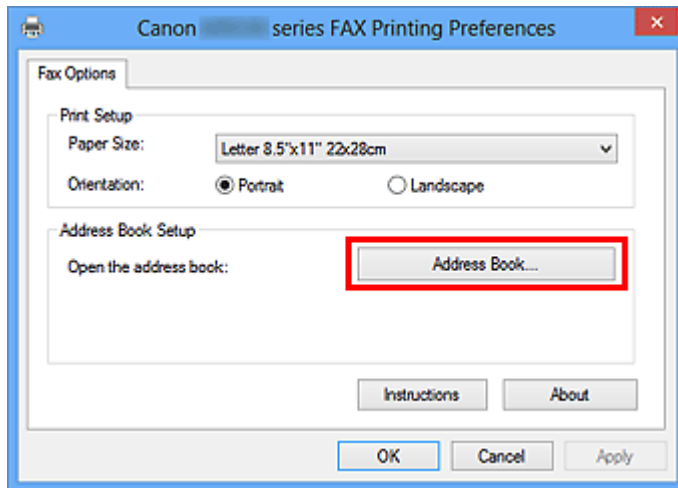 Canon series FAX Printing Preferences
Fax Options
Print Setup
Paper Size: Letter 8.5"x11" 22x28cm
Orientation: Portrait Landscape
Address Book Setup
Open the address book: Address Book...
Instructions About
OK Cancel Apply